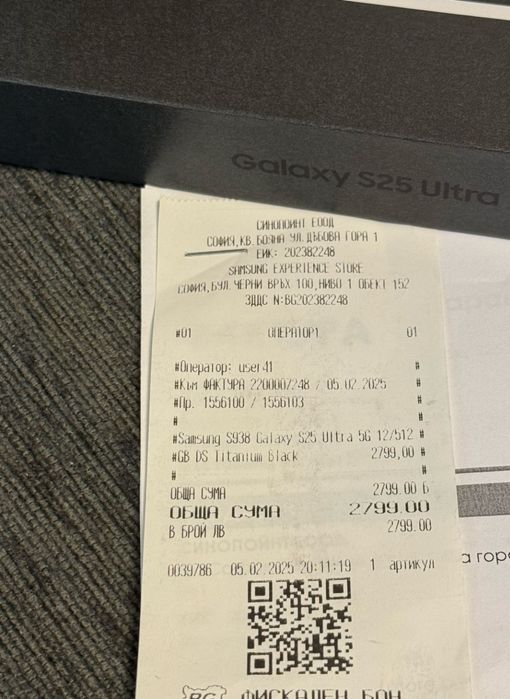 Galaxy S25 Ultra
СИНОПОИНТ ЕООД
СОФИЯ, КВ. БОЯНА УЛ. ДЪБОВА ГОРА 1
ЕИК: 202382248
SAMSUNG EXPERIENCE STORE
СОФИЯ, БУЛ. ЧЕРНИ ВРЪХ 100, НИВО 1 ОБЕКТ 152
ЗДДС N:BG202382248
#01 ОПЕРАТОР1 01
#Оператор: user41 #
#Към ФАКТУРА 2200007248 / 05.02.2025 #
#Пр. 1556100 / 1556103 #
# #
#Samsung S938 Galaxy S25 Ultra 5G 12/512 #
#GB DS Titanium Black 2799,00 #
# #
ОБЩА СУМА 2799.00 Б
ОБЩА СУМА 2799.00
В БРОЙ ЛВ 2799.00
0039786 05.02.2025 20:11:19 1 артикул
а гор
BG ФИСКАЛЕН БОН